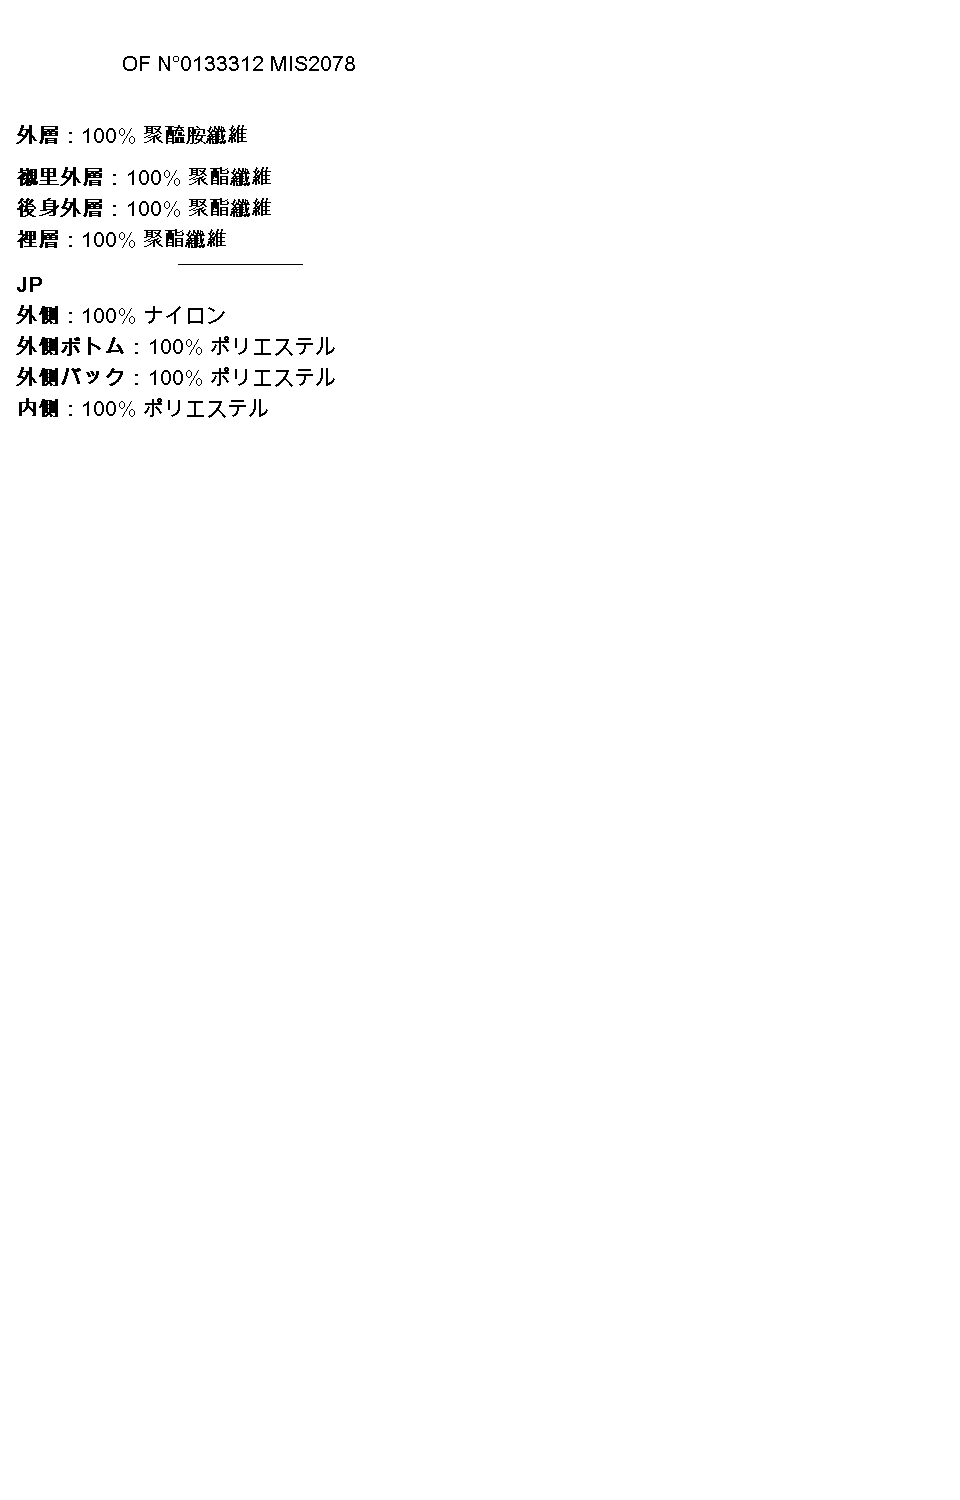 OF N°0133312 MIS2078
外層 : 100% 聚醯胺纖維
襯里外層 : 100% 聚酯纖維
後身外層 : 100% 聚酯纖維
裡層 : 100% 聚酯纖維
JP
外側 : 100% ナイロン
外側ボトム : 100% ポリエステル
外側バック : 100% ポリエステル
内側 : 100% ポリエステル